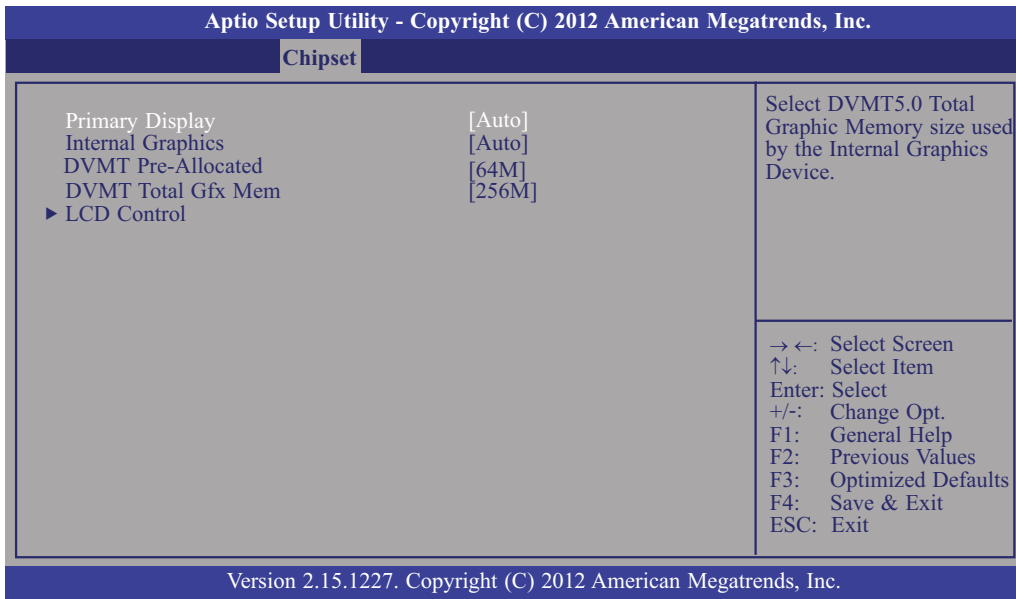 Aptio Setup Utility - Copyright (C) 2012 American Megatrends, Inc.
Chipset
Primary Display [Auto]
Internal Graphics [Auto]
DVMT Pre-Allocated [64M]
DVMT Total Gfx Mem [256M]
▶ LCD Control
Select DVMT5.0 Total
Graphic Memory size used
by the Internal Graphics
Device.
→ ←: Select Screen
↑↓: Select Item
Enter: Select
+/-: Change Opt.
F1: General Help
F2: Previous Values
F3: Optimized Defaults
F4: Save & Exit
ESC: Exit
Version 2.15.1227. Copyright (C) 2012 American Megatrends, Inc.